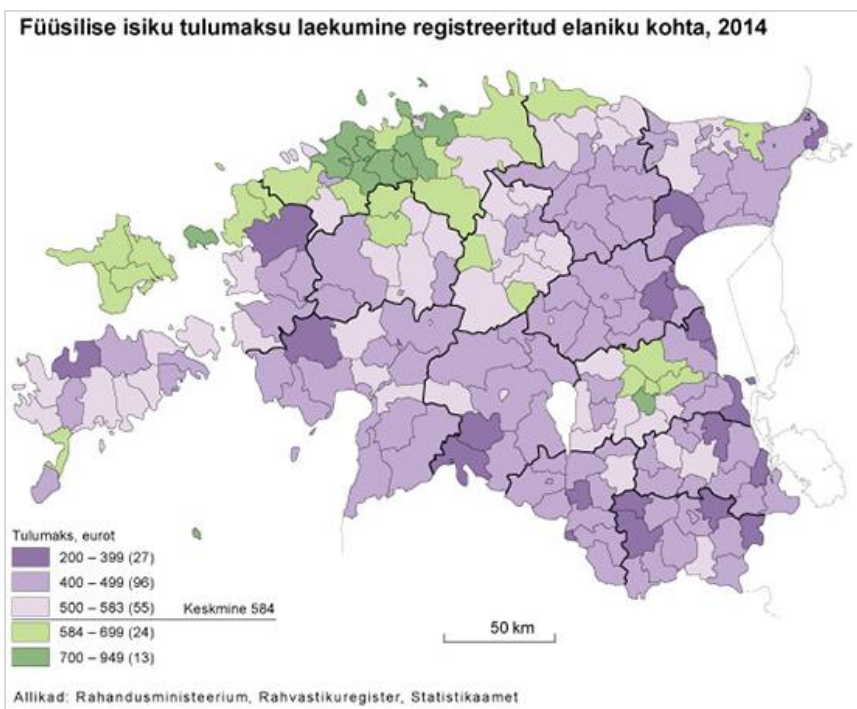 Füüsilise isiku tulumaksu laekumine registreeritud elaniku kohta, 2014
Tulumaks, eurot
200 – 399 (27)
400 – 499 (96)
500 – 583 (55)
Keskmine 584
584 – 699 (24)
700 – 949 (13)
50 km
Allikad: Rahandusministeerium, Rahvastikuregister, Statistikaamet